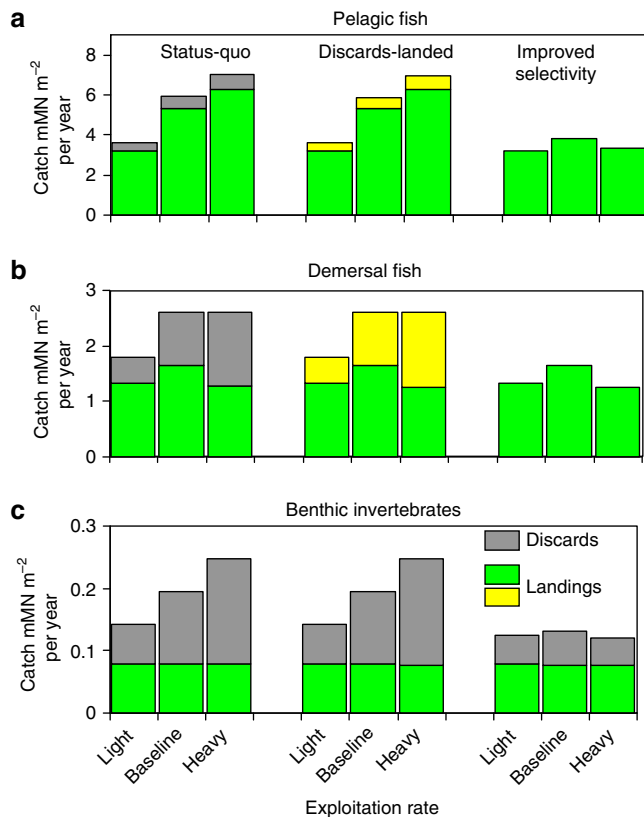 a
Pelagic fish
Status-quo
Discards-landed
Improved
selectivity
Catch mMN m−2
per year
8
6
4
2
0
b
Demersal fish
Catch mMN m−2
per year
3
2
1
0
c
Benthic invertebrates
Discards
Landings
Catch mMN m−2
per year
0.3
0.2
0.1
0
Light
Baseline
Heavy
Light
Baseline
Heavy
Light
Baseline
Heavy
Exploitation rate